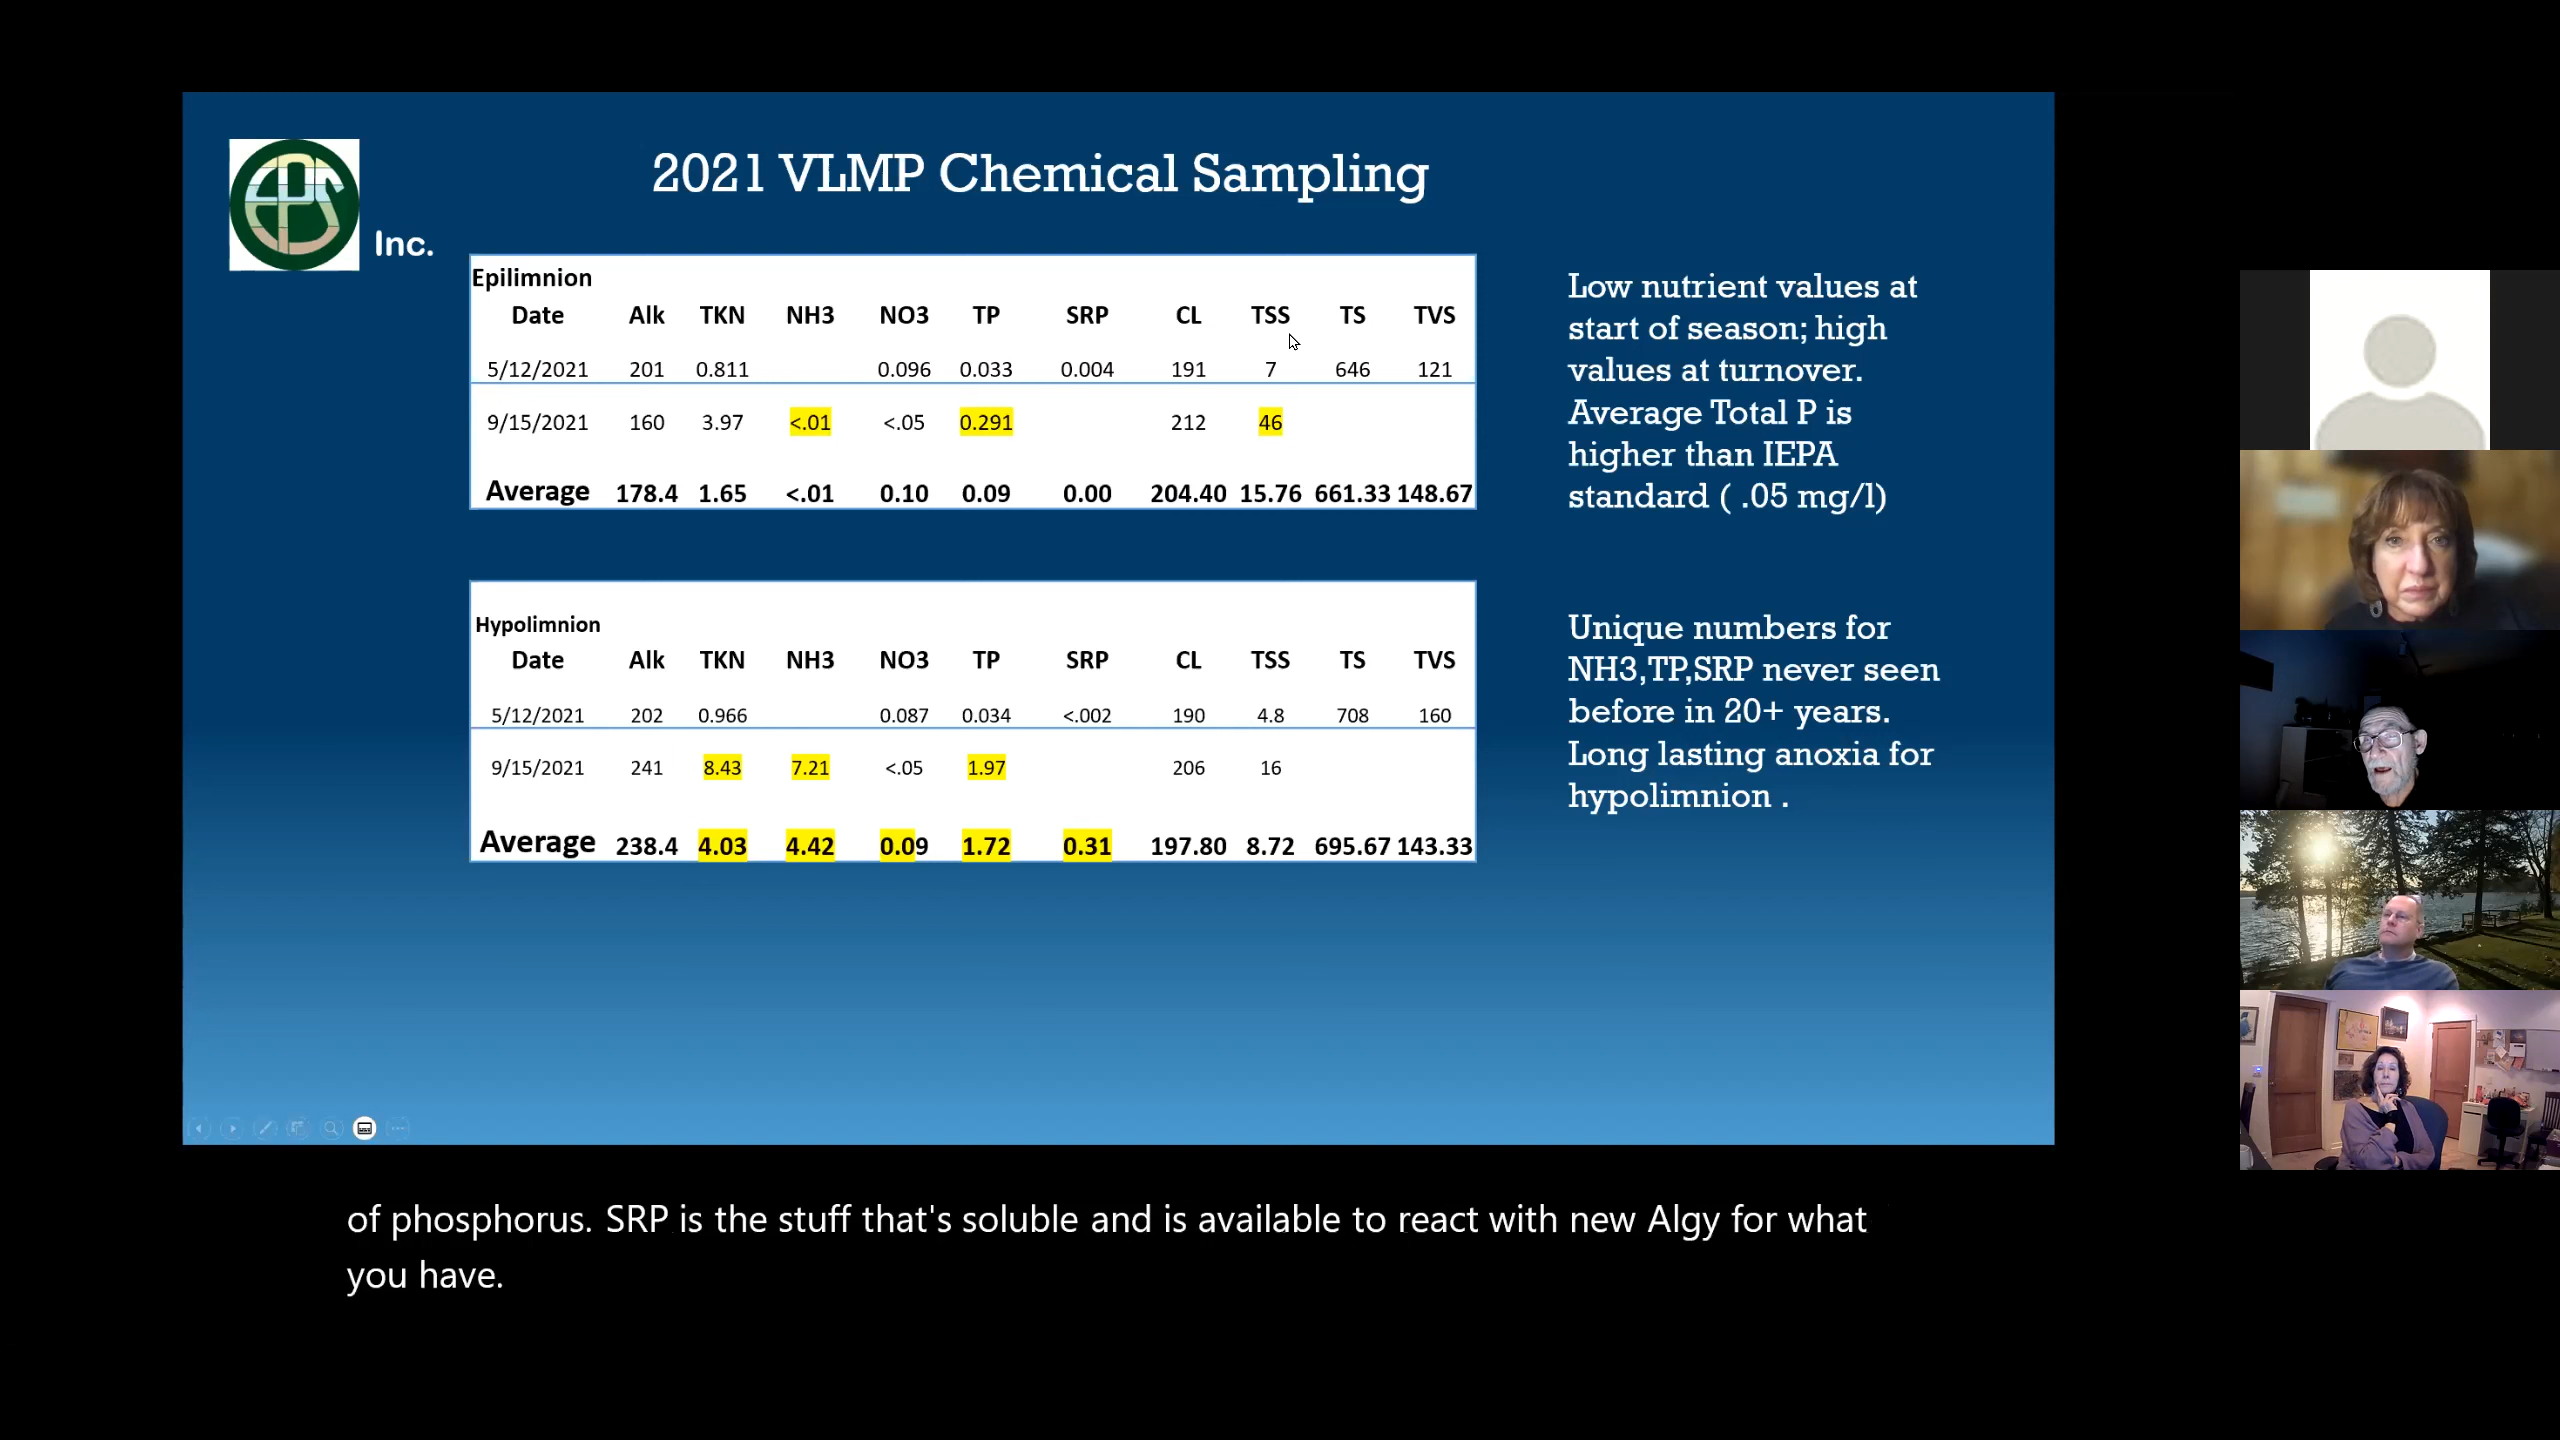 2021 VLMP Chemical Sampling
EPS
Inc.
Epilimnion
Date Alk TKN NH3 NO3 TP SRP CL TSS TS TVS
5/12/2021 201 0.811 0.096 0.033 0.004 191 7 646 121
9/15/2021 160 3.97 <.01 <.05 0.291 212 46
Average 178.4 1.65 <.01 0.10 0.09 0.00 204.40 15.76 661.33 148.67
Low nutrient values at
start of season; high
values at turnover.
Average Total P is
higher than IEPA
standard ( .05 mg/l)
Hypolimnion
Date Alk TKN NH3 NO3 TP SRP CL TSS TS TVS
5/12/2021 202 0.966 0.087 0.034 <.002 190 4.8 708 160
9/15/2021 241 8.43 7.21 <.05 1.97 206 16
Average 238.4 4.03 4.42 0.09 1.72 0.31 197.80 8.72 695.67 143.33
Unique numbers for
NH3,TP,SRP never seen
before in 20+ years.
Long lasting anoxia for
hypolimnion .
of phosphorus. SRP is the stuff that's soluble and is available to react with new Algy for what
you have.